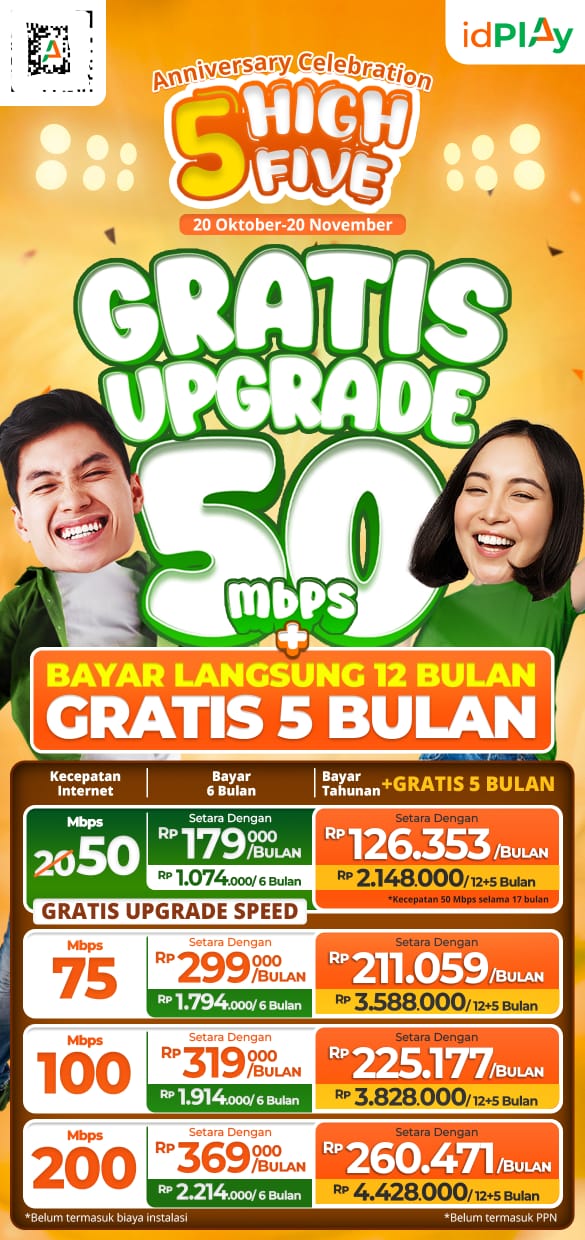 idPlAy
Anniversary Celebration
5 HIGH
FIVE
20 Oktober-20 November
GRATIS
UPGRADE
50
mbps
+
BAYAR LANGSUNG 12 BULAN
GRATIS 5 BULAN
Kecepatan Internet
Bayar 6 Bulan
Bayar Tahunan +GRATIS 5 BULAN
Mbps
20 50
Setara Dengan
RP 179.000/BULAN
RP 1.074.000/ 6 Bulan
Setara Dengan
RP 126.353/BULAN
RP 2.148.000/12+5 Bulan
*Kecepatan 50 Mbps selama 17 bulan
GRATIS UPGRADE SPEED
Mbps
75
Setara Dengan
RP 299.000/BULAN
RP 1.794.000/ 6 Bulan
Setara Dengan
RP 211.059/BULAN
RP 3.588.000/12+5 Bulan
Mbps
100
Setara Dengan
RP 319.000/BULAN
RP 1.914.000/ 6 Bulan
Setara Dengan
RP 225.177/BULAN
RP 3.828.000/12+5 Bulan
Mbps
200
Setara Dengan
RP 369.000/BULAN
RP 2.214.000/ 6 Bulan
Setara Dengan
RP 260.471/BULAN
RP 4.428.000/12+5 Bulan
*Belum termasuk biaya instalasi
*Belum termasuk PPN